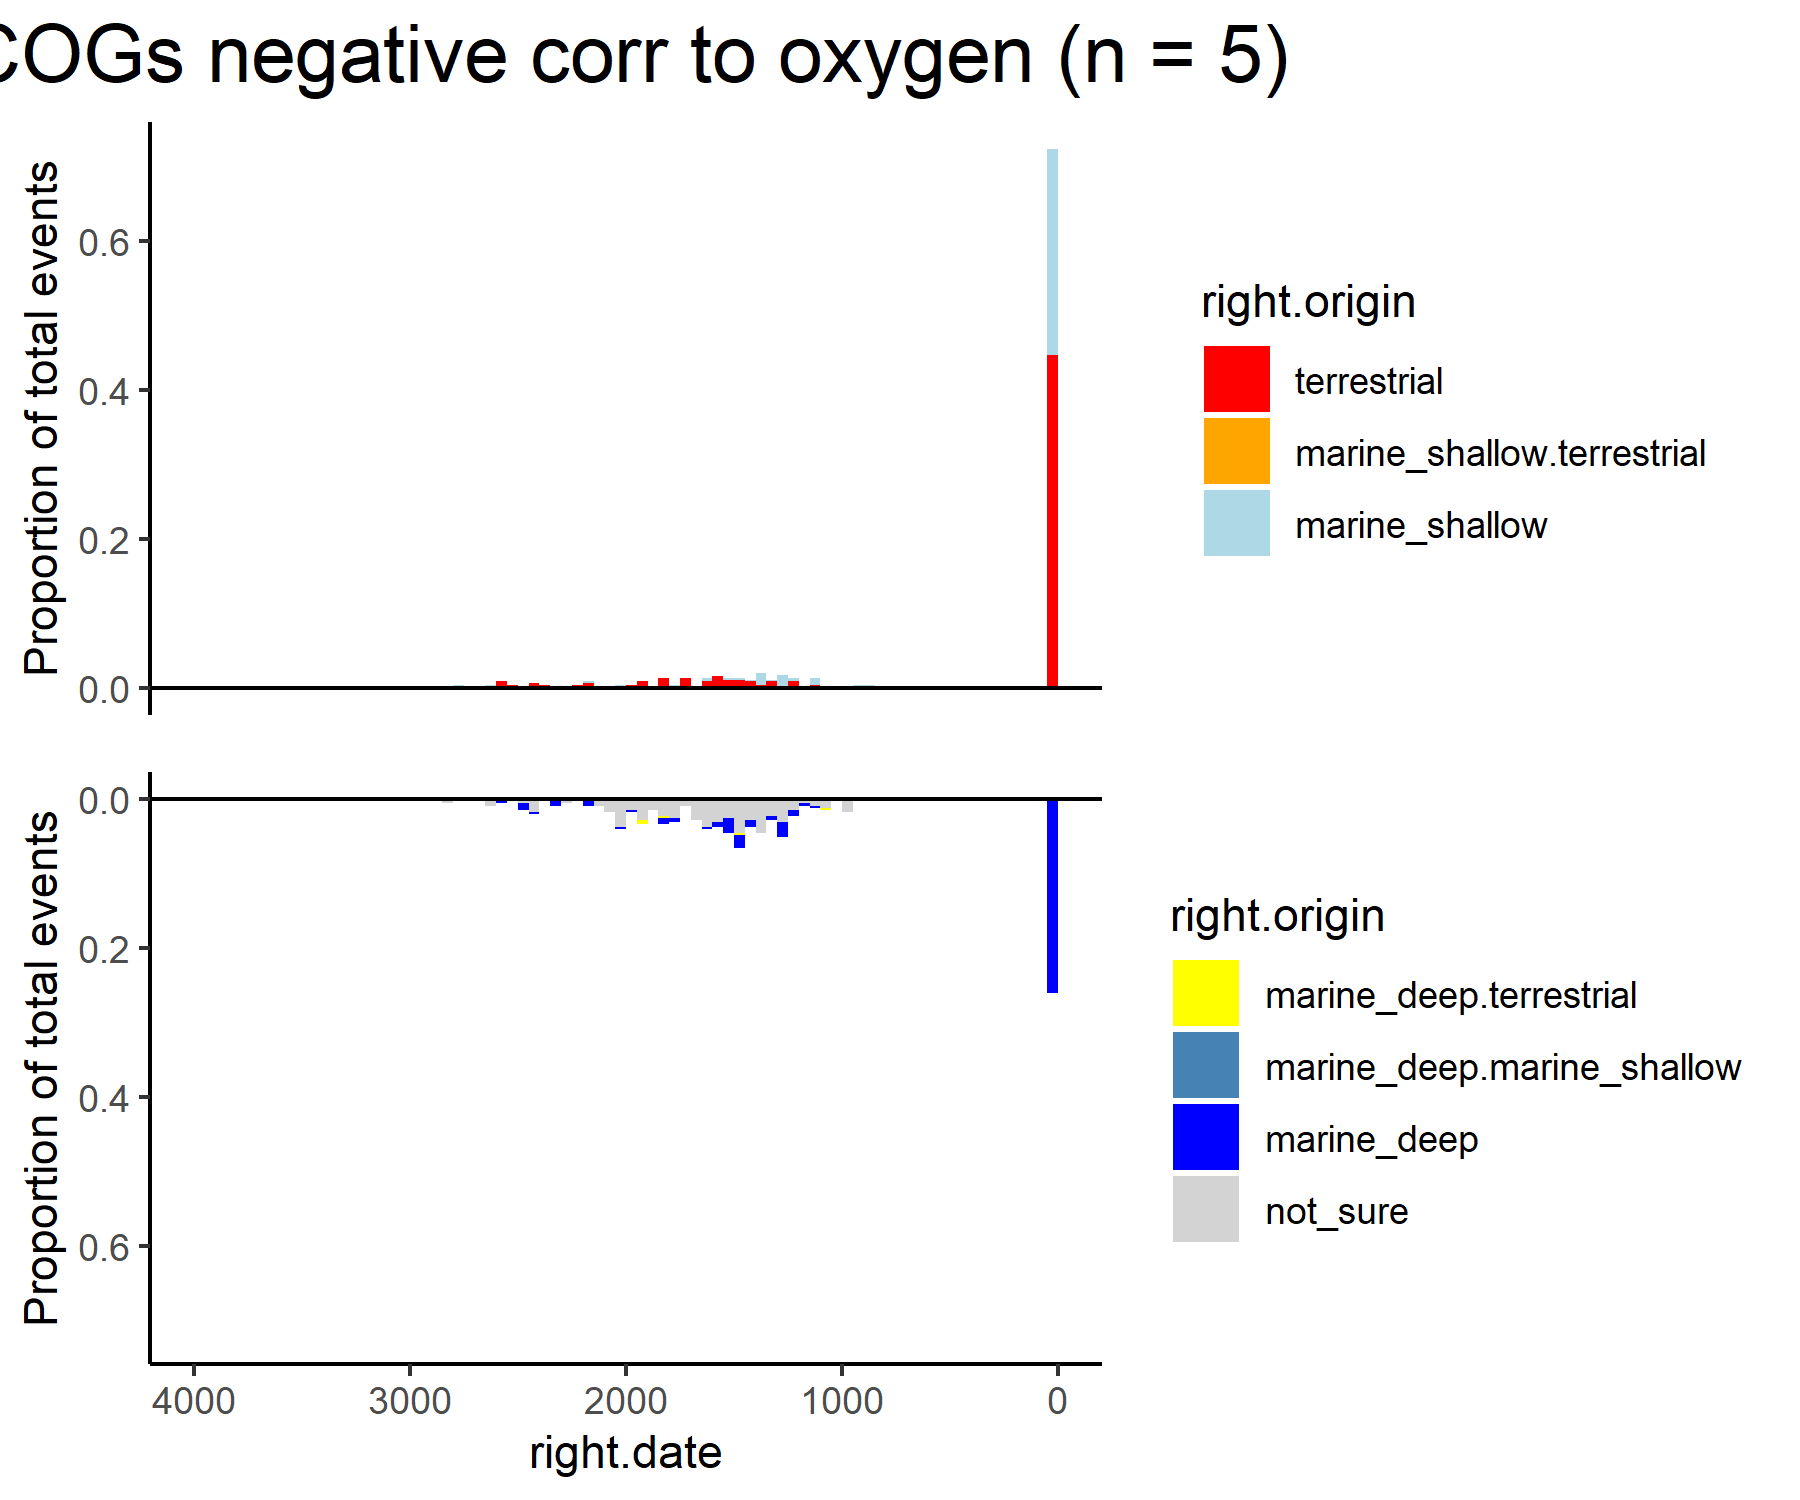 COGs negative corr to oxygen (n = 5)
Proportion of total events
0.6
0.4
0.2
0.0
right.origin
terrestrial
marine_shallow.terrestrial
marine_shallow
Proportion of total events
0.0
0.2
0.4
0.6
right.origin
marine_deep.terrestrial
marine_deep.marine_shallow
marine_deep
not_sure
4000 3000 2000 1000 0
right.date